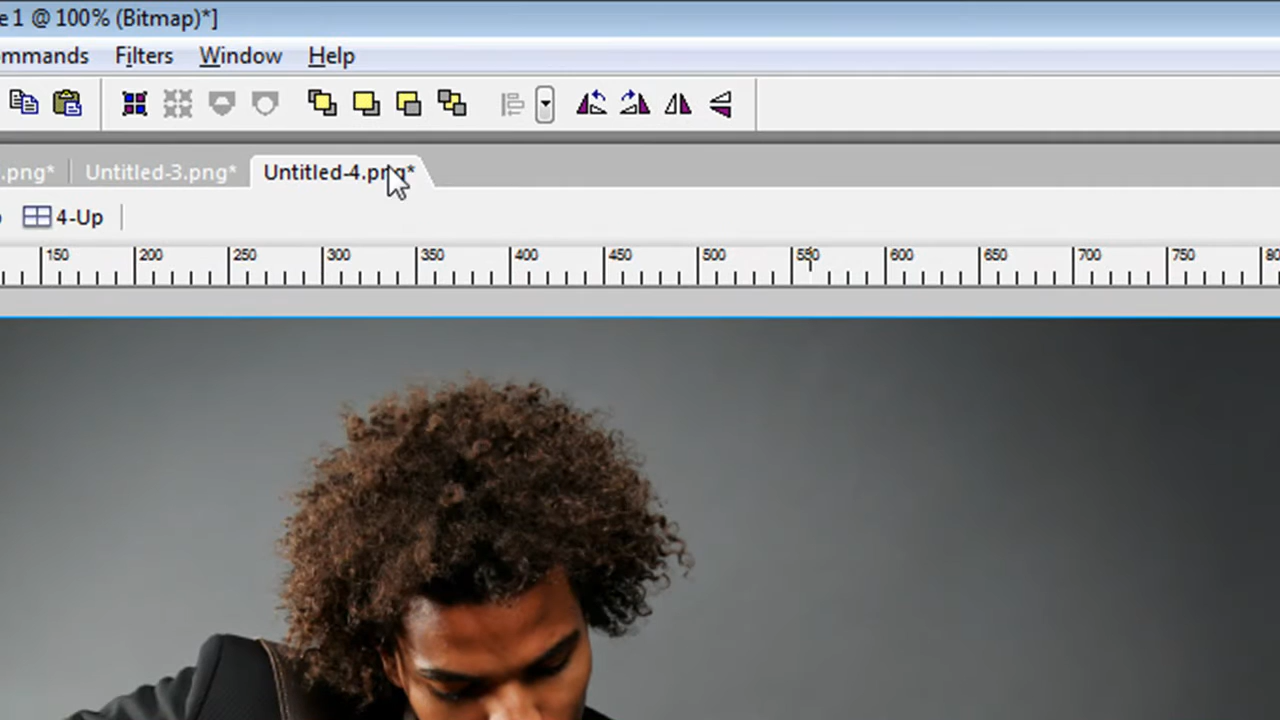 e 1 @ 100% (Bitmap)*]
mmands Filters Window Help
.png* Untitled-3.png* Untitled-4.png*
4-Up
150 200 250 300 350 400 450 500 550 600 650 700 750 80